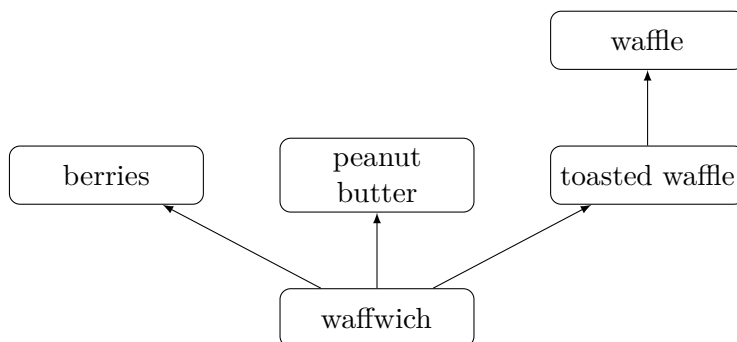 waffle
berries
peanut
butter
toasted waffle
waffwich